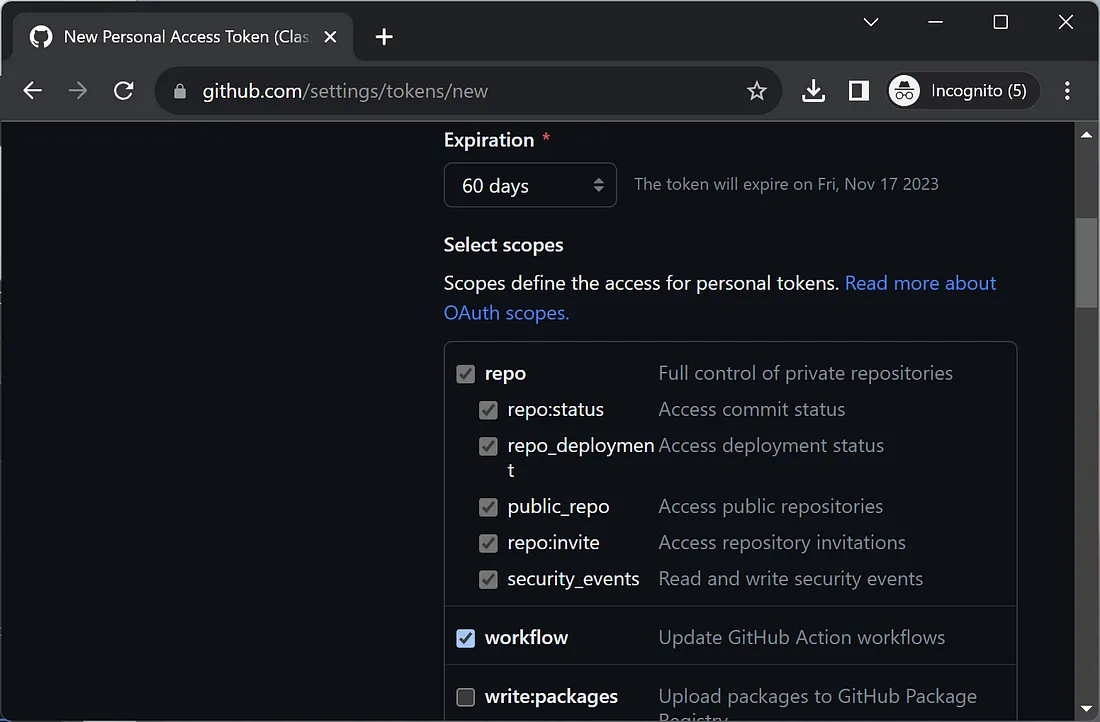 New Personal Access Token (Clas
github.com/settings/tokens/new
Incognito (5)
Expiration *
60 days
The token will expire on Fri, Nov 17 2023
Select scopes
Scopes define the access for personal tokens. Read more about
OAuth scopes.
repo Full control of private repositories
repo:status Access commit status
repo_deploymen Access deployment status
t
public_repo Access public repositories
repo:invite Access repository invitations
security_events Read and write security events
workflow Update GitHub Action workflows
write:packages Upload packages to GitHub Package
Registry